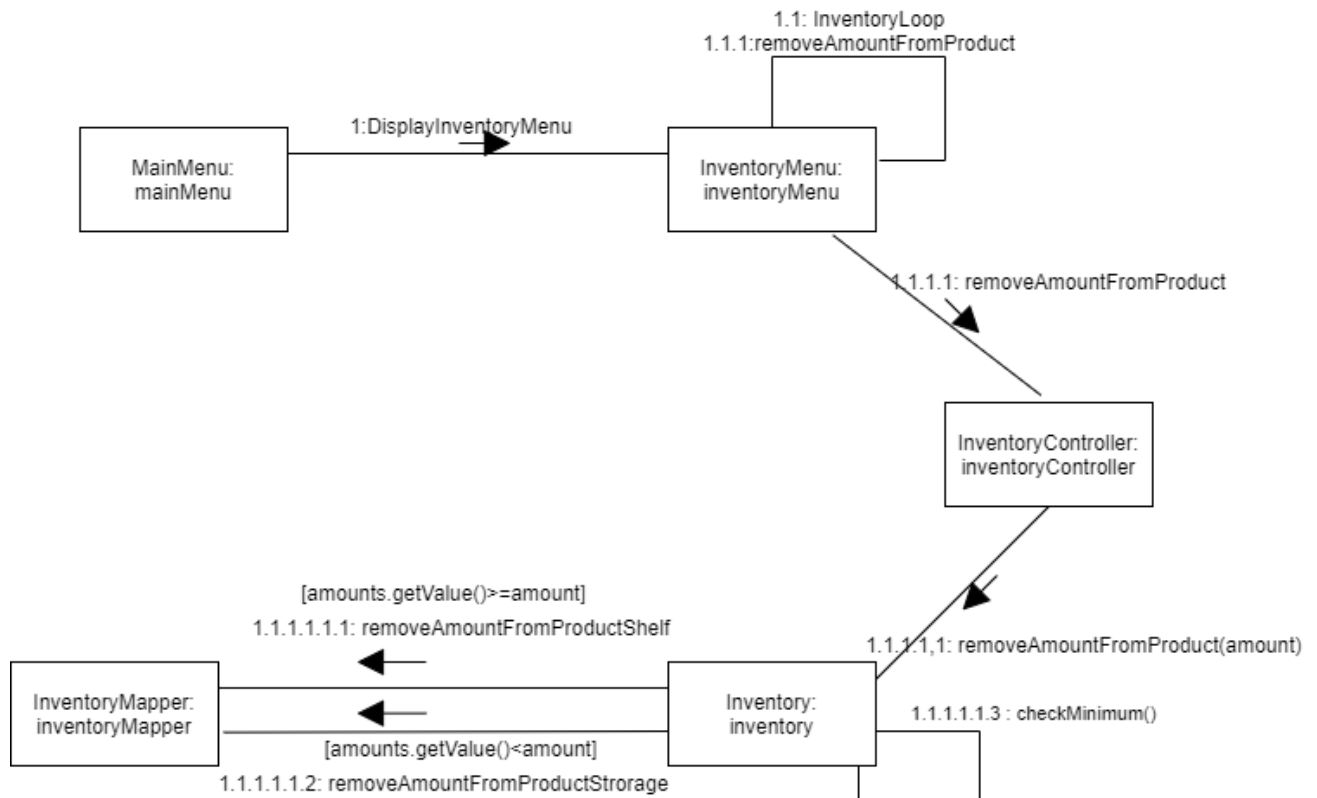 1.1: InventoryLoop
1.1.1:removeAmountFromProduct
1:DisplayInventoryMenu
MainMenu:
mainMenu
InventoryMenu:
inventoryMenu
1.1.1.1: removeAmountFromProduct
InventoryController:
inventoryController
[amounts.getValue()>=amount]
1.1.1.1.1.1: removeAmountFromProductShelf
1.1.1.1,1: removeAmountFromProduct(amount)
InventoryMapper:
inventoryMapper
Inventory:
inventory
1.1.1.1.1.3 : checkMinimum()
[amounts.getValue()<amount]
1.1.1.1.1.2: removeAmountFromProductStrorage